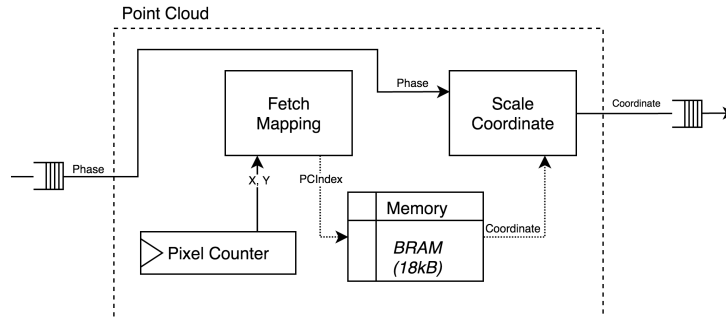 Point Cloud
Phase
Fetch
Mapping
Scale
Coordinate
Coordinate
Phase
X, Y
PCIndex
Memory
Coordinate
Pixel Counter
BRAM
(18kB)